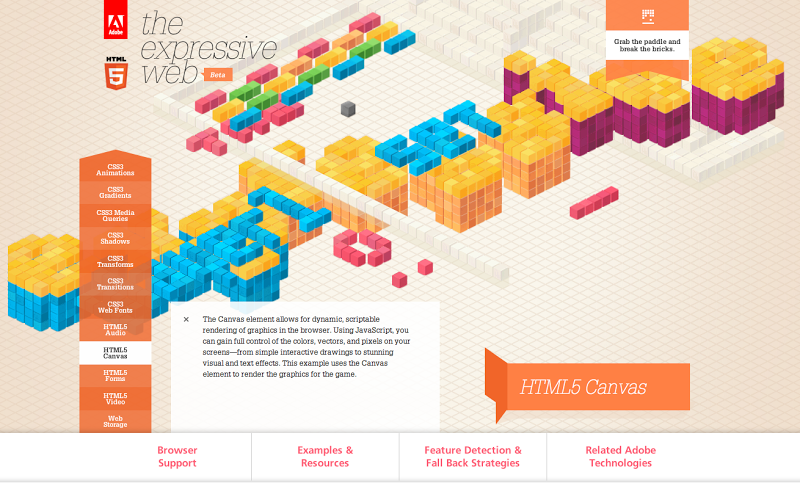 Adobe
HTML
5
the
expressive
web
Beta
Grab the paddle and
break the bricks.
CSS3
Animations
CSS3
Gradients
CSS3 Media
Queries
CSS3
Shadows
CSS3
Transforms
CSS3
Transitions
CSS3
Web Fonts
HTML5
Audio
HTML5
Canvas
HTML5
Forms
HTML5
Video
Web
Storage
×
The Canvas element allows for dynamic, scriptable
rendering of graphics in the browser. Using JavaScript, you
can gain full control of the colors, vectors, and pixels on your
screens—from simple interactive drawings to stunning
visual and text effects. This example uses the Canvas
element to render the graphics for the game.
HTML5 Canvas
Browser
Support
Examples &
Resources
Feature Detection &
Fall Back Strategies
Related Adobe
Technologies